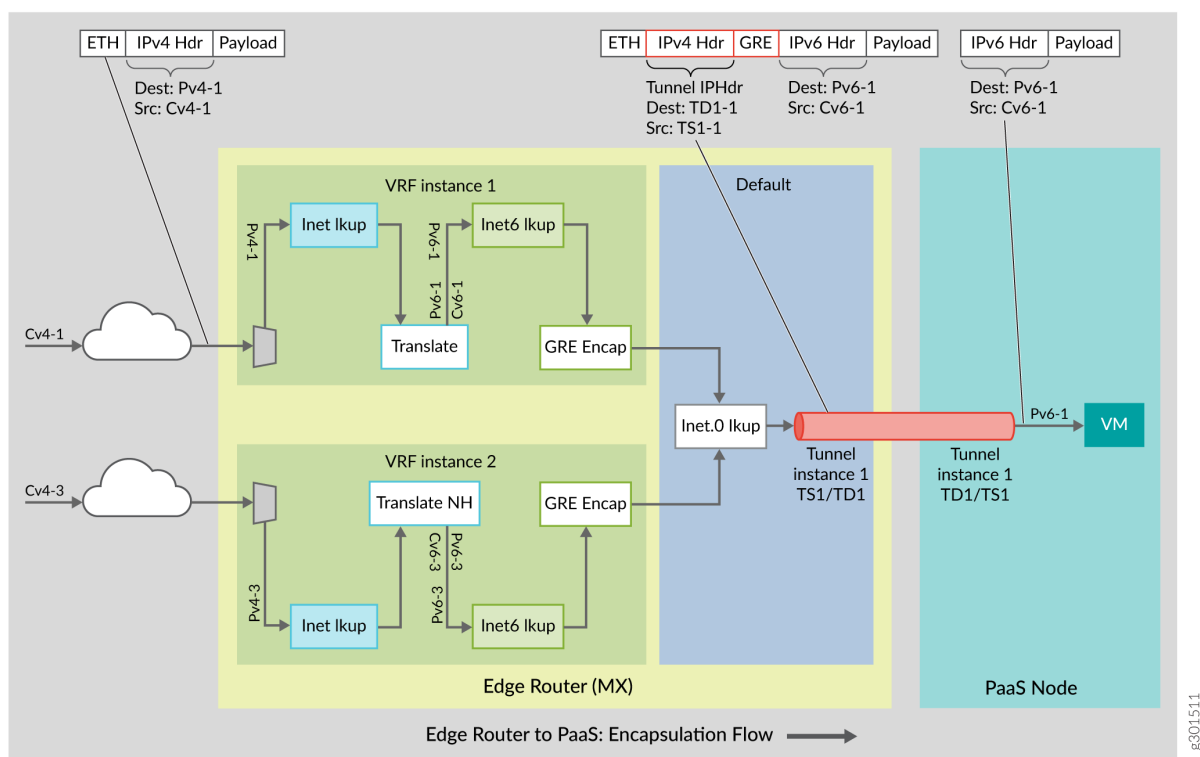 ETH IPv4 Hdr Payload
Dest: Pv4-1
Src: Cv4-1
ETH IPv4 Hdr GRE IPv6 Hdr Payload
Tunnel IPHdr
Dest: TD1-1
Src: TS1-1
Dest: Pv6-1
Src: Cv6-1
IPv6 Hdr Payload
Dest: Pv6-1
Src: Cv6-1
VRF instance 1
Pv4-1
Inet lkup
Pv6-1
Inet6 lkup
Pv6-1
Cv6-1
Translate
GRE Encap
Cv4-1
Default
Inet.0 lkup
Tunnel
instance 1
TS1/TD1
Tunnel
instance 1
TD1/TS1
Pv6-1
VM
VRF instance 2
Cv4-3
Translate NH
GRE Encap
Cv6-3
Pv6-3
Pv4-3
Pv6-3
Inet lkup
Inet6 lkup
Edge Router (MX)
PaaS Node
Edge Router to PaaS: Encapsulation Flow
g301511